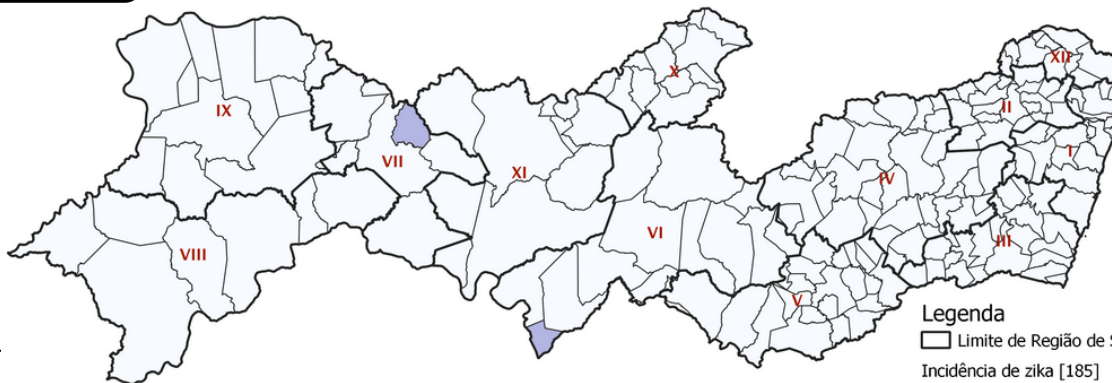 XII
X
IX
II
I
VII
XI
IV
VI
III
VIII
V
Legenda
Limite de Região de
Incidência de zika [185]